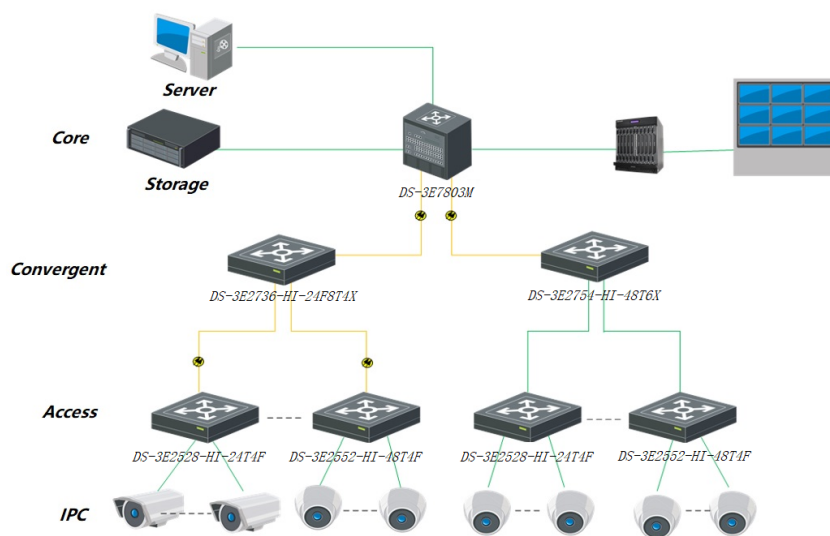 Server
Core
Storage
DS-3E7803M
Convergent
DS-3E2736-HI-24F8T4X
DS-3E2754-HI-48T6X
Access
DS-3E2528-HI-24T4F
DS-3E2552-HI-48T4F
DS-3E2528-HI-24T4F
DS-3E2552-HI-48T4F
IPC